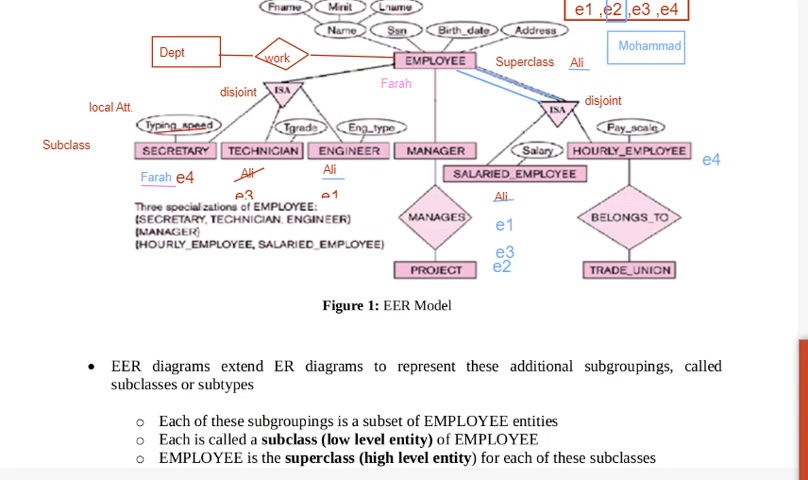 Fname Minit Lname
e1 ,e2 ,e3 ,e4
Name Ssn Birth_date Address
Mohammad
Dept
work
EMPLOYEE
Superclass Ali
Farah
disjoint
ISA
ISA
disjoint
local Att.
Typing_speed Tgrade Eng_type Pay_scale
Subclass
SECRETARY TECHNICIAN ENGINEER MANAGER Salary HOURLY_EMPLOYEE
e4
SALARIED_EMPLOYEE
Farah e4 Ali Ali
e3 e1
Ali
Three specializations of EMPLOYEE:
{SECRETARY, TECHNICIAN, ENGINEER}
{MANAGER}
{HOURLY_EMPLOYEE, SALARIED_EMPLOYEE}
MANAGES
e1
BELONGS_TO
e3
e2
PROJECT
TRADE_UNION
Figure 1: EER Model
• EER diagrams extend ER diagrams to represent these additional subgroupings, called
subclasses or subtypes
o Each of these subgroupings is a subset of EMPLOYEE entities
o Each is called a subclass (low level entity) of EMPLOYEE
o EMPLOYEE is the superclass (high level entity) for each of these subclasses